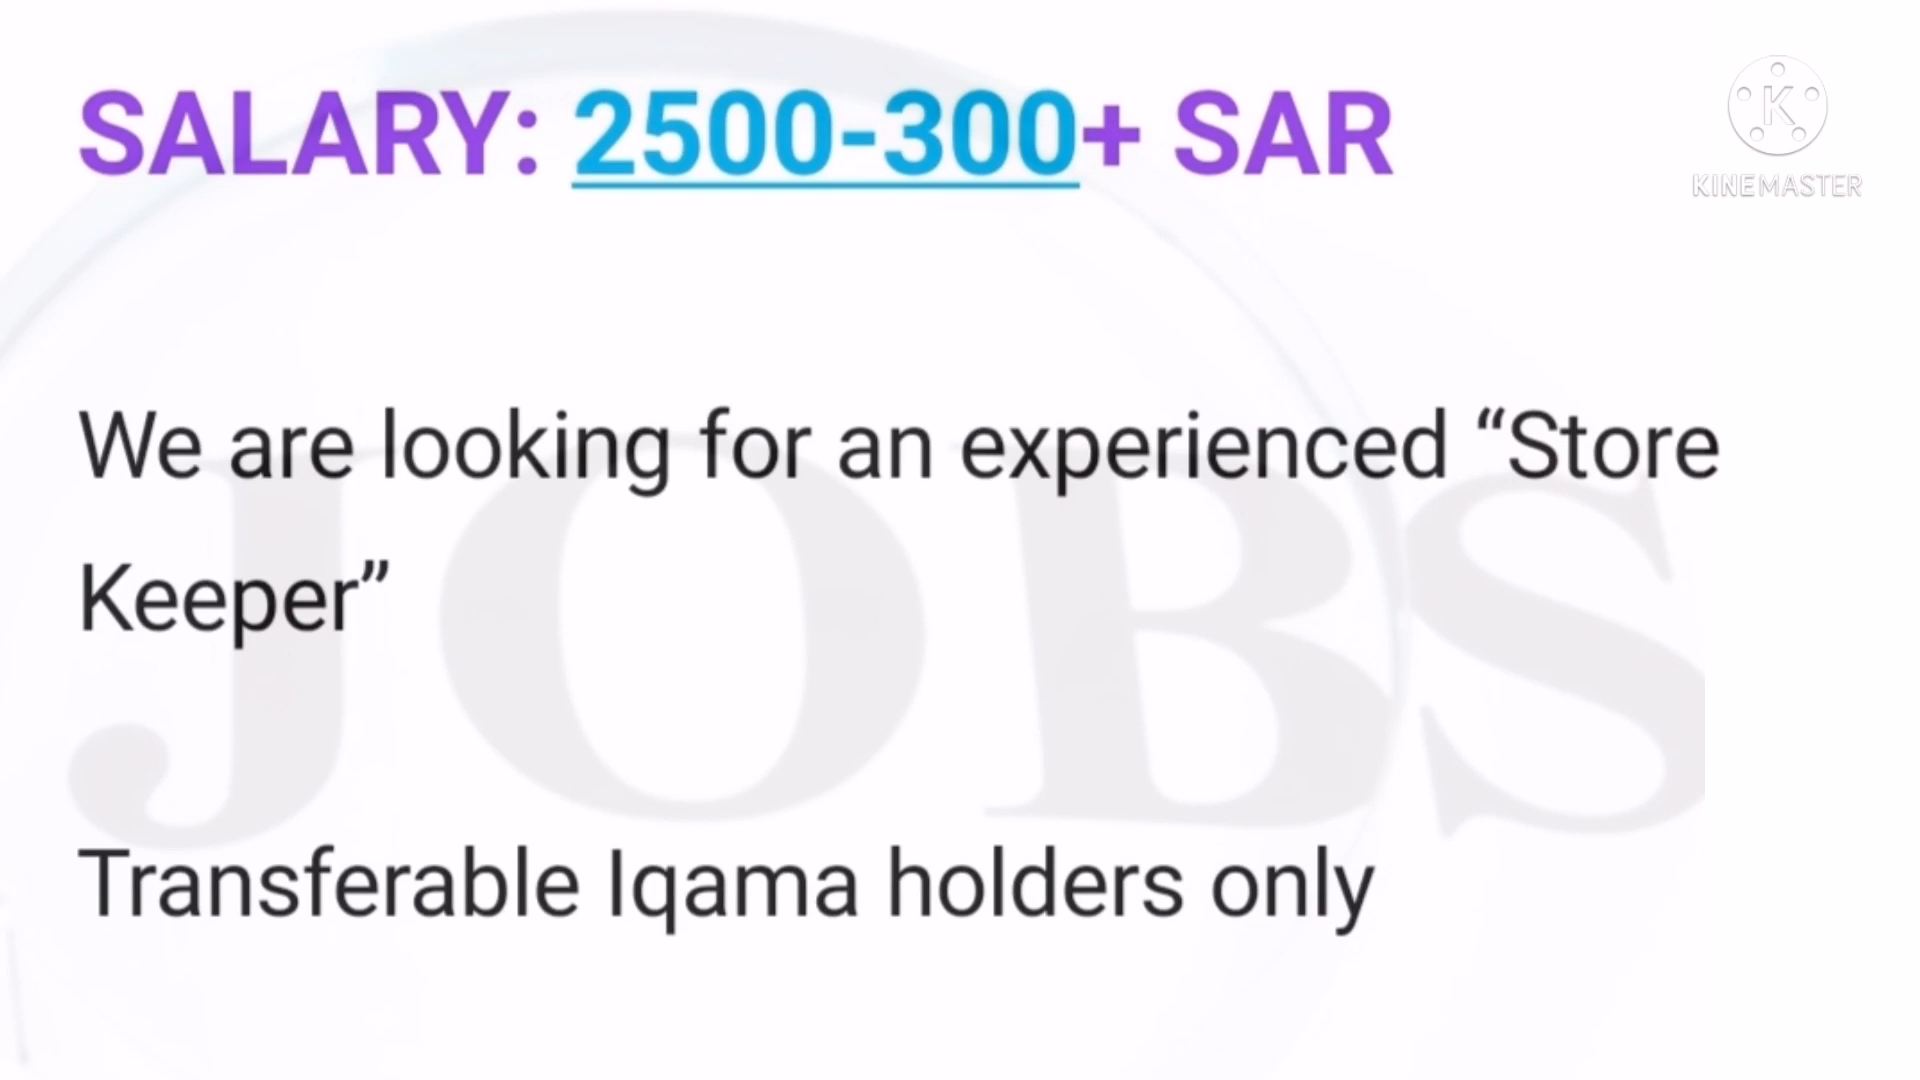 SALARY: 2500-300+ SAR
KINEMASTER
We are looking for an experienced “Store
Keeper”
JOBS
Transferable Iqama holders only